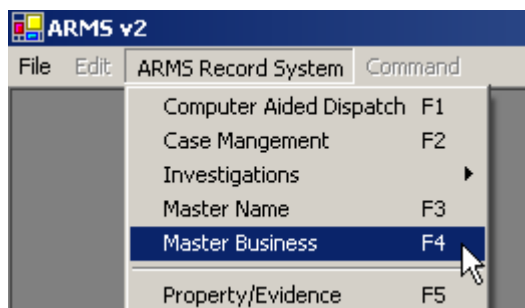 ARMS v2
File Edit ARMS Record System Command
Computer Aided Dispatch F1
Case Mangement F2
Investigations
Master Name F3
Master Business F4
Property/Evidence F5